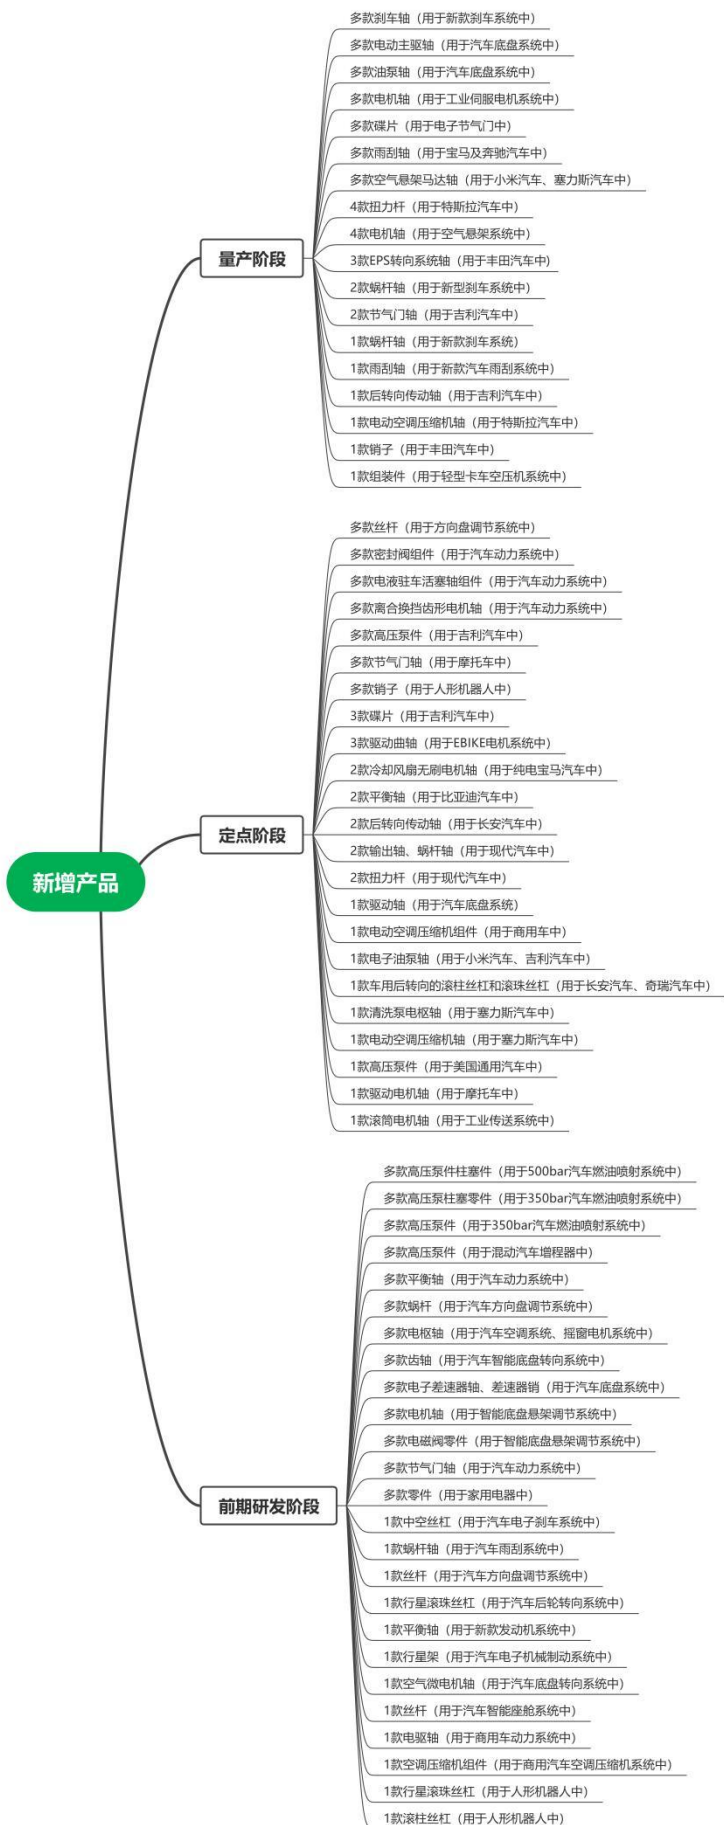 新增产品
量产阶段
多款刹车轴（用于新款刹车系统中）
多款电动主驱轴（用于汽车底盘系统中）
多款油泵轴（用于汽车底盘系统中）
多款电机轴（用于工业伺服电机系统中）
多款碟片（用于电子节气门中）
多款雨刮轴（用于宝马及奔驰汽车中）
多款空气悬架马达轴（用于小米汽车、塞力斯汽车中）
4款扭力杆（用于特斯拉汽车中）
4款电机轴（用于空气悬架系统中）
3款EPS转向系统轴（用于丰田汽车中)
2款蜗杆轴（用于新型刹车系统中）
2款节气门轴（用于吉利汽车中）
1款蜗杆轴（用于新款刹车系统）
1款雨刮轴（用于新款汽车雨刮系统中）
1款后转向传动轴（用于吉利汽车中）
1款电动空调压缩机轴（用于特斯拉汽车中）
1款销子（用于丰田汽车中）
1款组装件（用于轻型卡车空压机系统中）
定点阶段
多款丝杆（用于方向盘调节系统中）
多款密封阀组件（用于汽车动力系统中）
多款电液驻车活塞轴组件（用于汽车动力系统中）
多款离合换挡齿形电机轴（用于汽车动力系统中）
多款高压泵件（用于吉利汽车中）
多款节气门轴（用于摩托车中）
多款销子（用于人形机器人中）
3款碟片（用于吉利汽车中）
3款驱动曲轴（用于EBIKE电机系统中）
2款冷却风扇无刷电机轴（用于纯电宝马汽车中）
2款平衡轴（用于比亚迪汽车中）
2款后转向传动轴（用于长安汽车中）
2款输出轴、蜗杆轴（用于现代汽车中）
2款扭力杆（用于现代汽车中）
1款驱动轴（用于汽车底盘系统）
1款电动空调压缩机组件（用于商用车中）
1款电子油泵轴（用于小米汽车、吉利汽车中）
1款车用后转向的滚柱丝杠和滚珠丝杠（用于长安汽车、奇瑞汽车中）
1款清洗泵电枢轴（用于塞力斯汽车中）
1款电动空调压缩机轴（用于塞力斯汽车中）
1款高压泵件（用于美国通用汽车中）
1款驱动电机轴（用于摩托车中）
1款滚筒电机轴（用于工业传送系统中）
前期研发阶段
多款高压泵件柱塞件（用于500bar汽车燃油喷射系统中）
多款高压泵柱塞零件（用于350bar汽车燃油喷射系统中）
多款高压泵件（用于350bar汽车燃油喷射系统中）
多款高压泵件（用于混动汽车增程器中）
多款平衡轴（用于汽车动力系统中）
多款蜗杆（用于汽车方向盘调节系统中）
多款电枢轴（用于汽车空调系统、摇窗电机系统中）
多款齿轴（用于汽车智能底盘转向系统中）
多款电子差速器轴、差速器销（用于汽车底盘系统中）
多款电机轴（用于智能底盘悬架调节系统中）
多款电磁阀零件（用于智能底盘悬架调节系统中）
多款节气门轴（用于汽车动力系统中）
多款零件（用于家用电器中）
1款中空丝杠（用于汽车电子刹车系统中）
1款蜗杆轴（用于汽车雨刮系统中）
1款丝杆（用于汽车方向盘调节系统中）
1款行星滚珠丝杠（用于汽车后轮转向系统中）
1款平衡轴（用于新款发动机系统中）
1款行星架（用于汽车电子机械制动系统中）
1款空气微电机轴（用于汽车底盘转向系统中）
1款丝杆（用于汽车智能座舱系统中）
1款电驱轴（用于商用车动力系统中）
1款空调压缩机组件（用于商用汽车空调压缩机系统中）
1款行星滚珠丝杠（用于人形机器人中）
1款滚柱丝杠（用于人形机器人中）